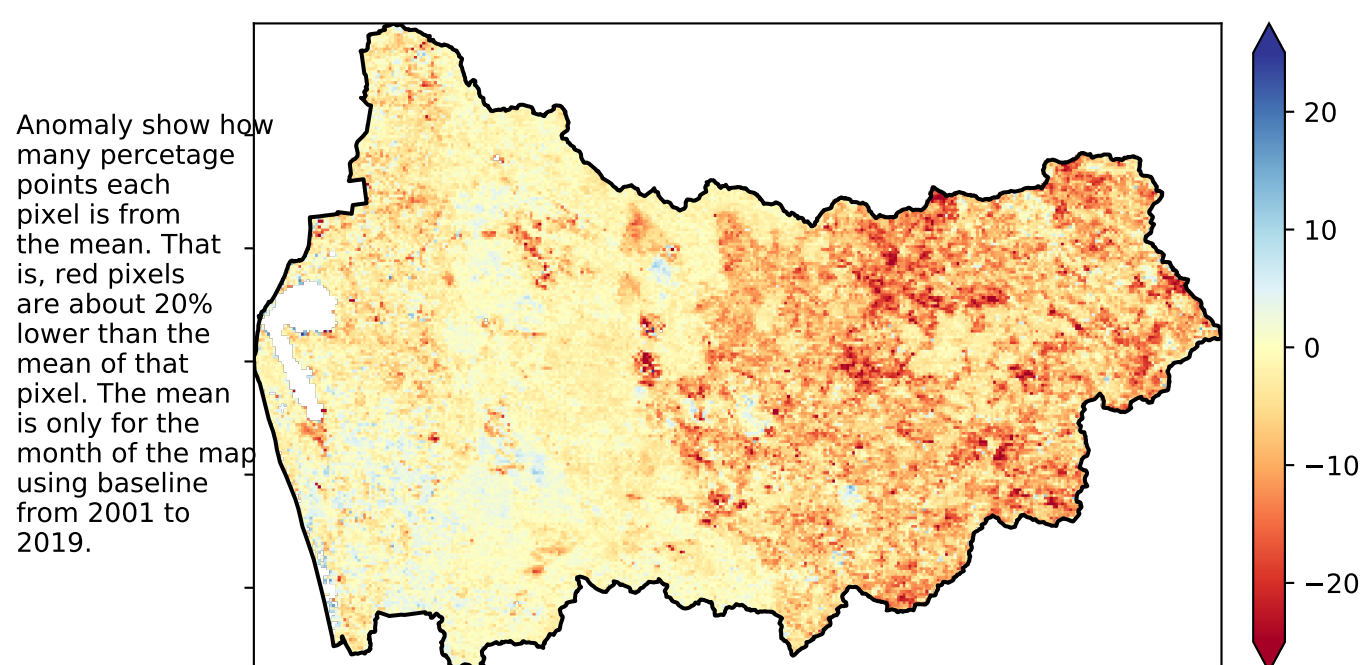 Anomaly show how
many percetage
points each
pixel is from
the mean. That
is, red pixels
are about 20%
lower than the
mean of that
pixel. The mean
is only for the
month of the map
using baseline
from 2001 to
2019.
20
10
0
−10
−20